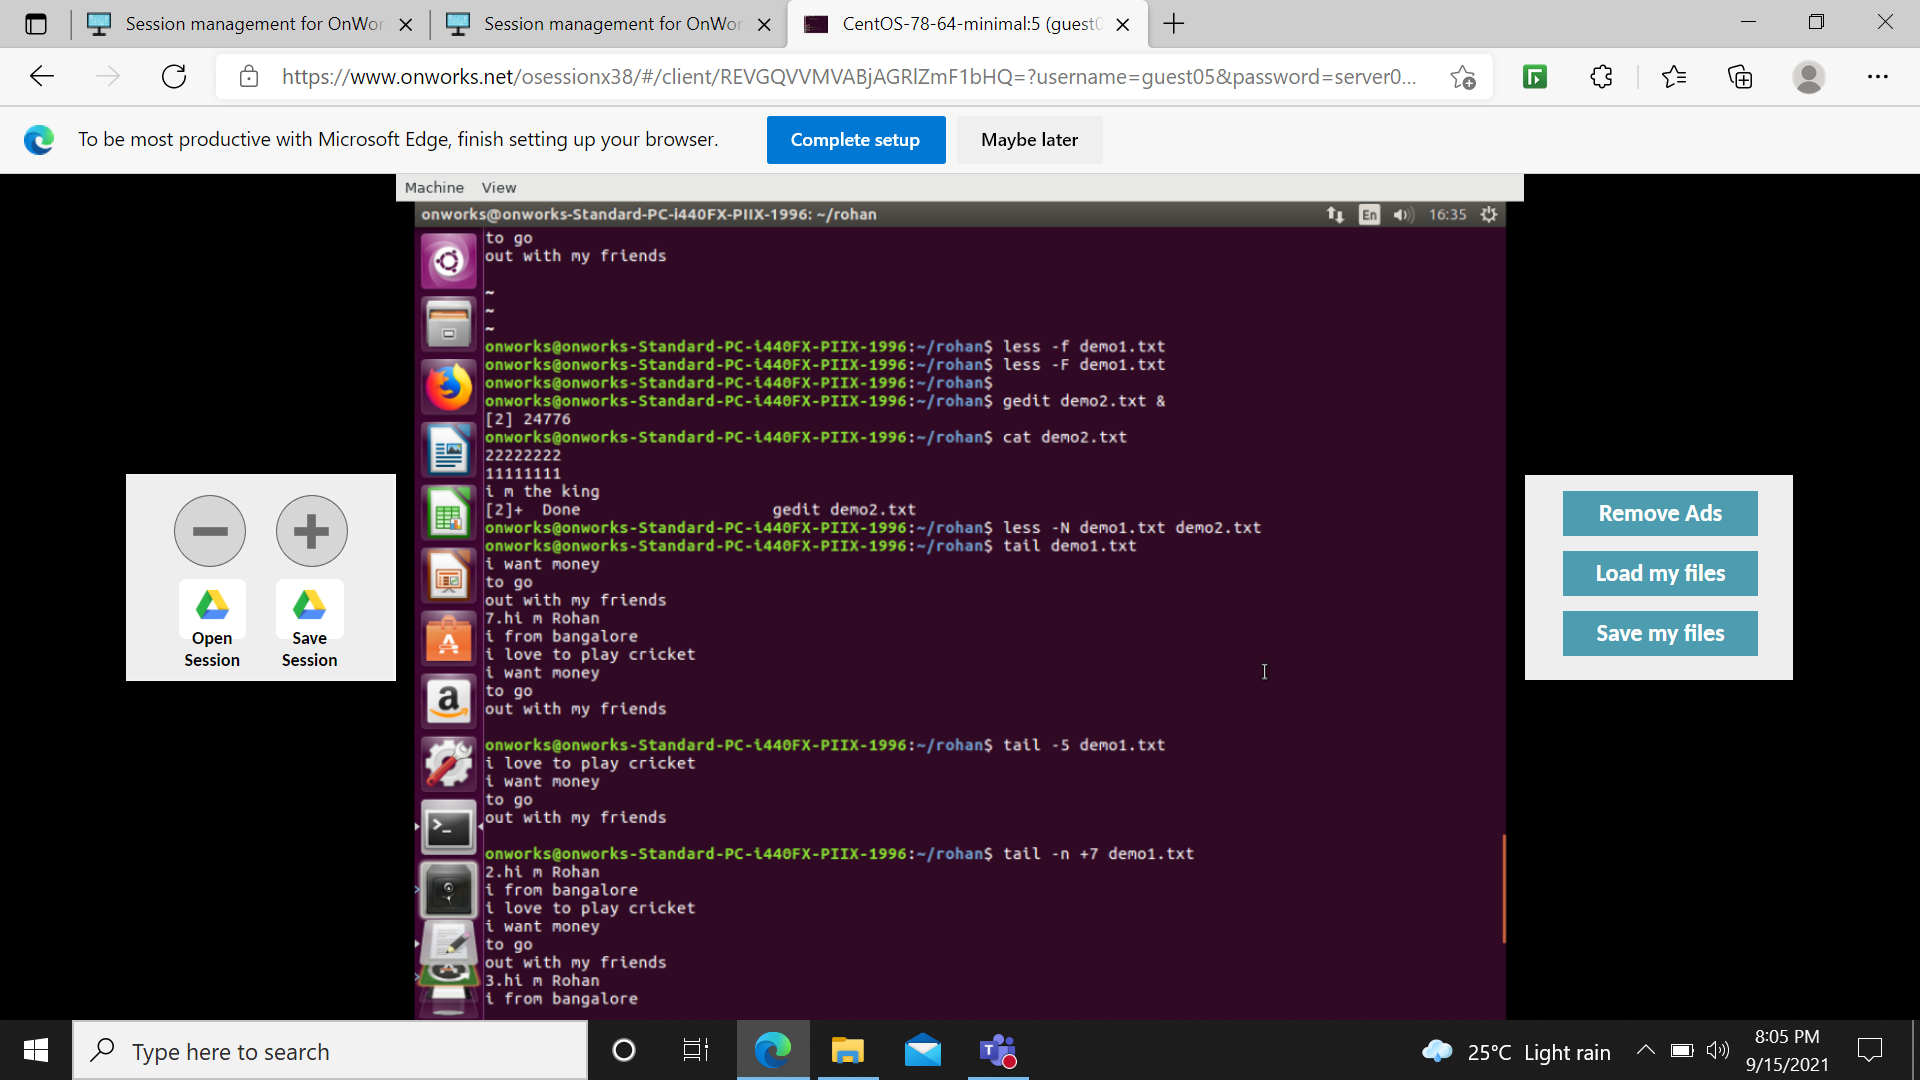 Session management for OnWor
Session management for OnWor
CentOS-78-64-minimal:5 (guest0
https://www.onworks.net/osessionx38/#/client/REVGQVVMVABjAGRlZmF1bHQ=?username=guest05&password=server0...
To be most productive with Microsoft Edge, finish setting up your browser.
Complete setup
Maybe later
Machine View
onworks@onworks-Standard-PC-i440FX-PIIX-1996: ~/rohan
En
16:35
to go
out with my friends
~
~
~
onworks@onworks-Standard-PC-i440FX-PIIX-1996:~/rohan$ less -f demo1.txt
onworks@onworks-Standard-PC-i440FX-PIIX-1996:~/rohan$ less -F demo1.txt
onworks@onworks-Standard-PC-i440FX-PIIX-1996:~/rohan$
onworks@onworks-Standard-PC-i440FX-PIIX-1996:~/rohan$ gedit demo2.txt &
[2] 24776
onworks@onworks-Standard-PC-i440FX-PIIX-1996:~/rohan$ cat demo2.txt
22222222
11111111
i m the king
[2]+  Done                    gedit demo2.txt
onworks@onworks-Standard-PC-i440FX-PIIX-1996:~/rohan$ less -N demo1.txt demo2.txt
onworks@onworks-Standard-PC-i440FX-PIIX-1996:~/rohan$ tail demo1.txt
i want money
to go
out with my friends
7.hi m Rohan
i from bangalore
i love to play cricket
i want money
to go
out with my friends
onworks@onworks-Standard-PC-i440FX-PIIX-1996:~/rohan$ tail -5 demo1.txt
i love to play cricket
i want money
to go
out with my friends
onworks@onworks-Standard-PC-i440FX-PIIX-1996:~/rohan$ tail -n +7 demo1.txt
2.hi m Rohan
i from bangalore
i love to play cricket
i want money
to go
out with my friends
3.hi m Rohan
i from bangalore
Open
Session
Save
Session
Remove Ads
Load my files
Save my files
Type here to search
25°C Light rain
8:05 PM
9/15/2021